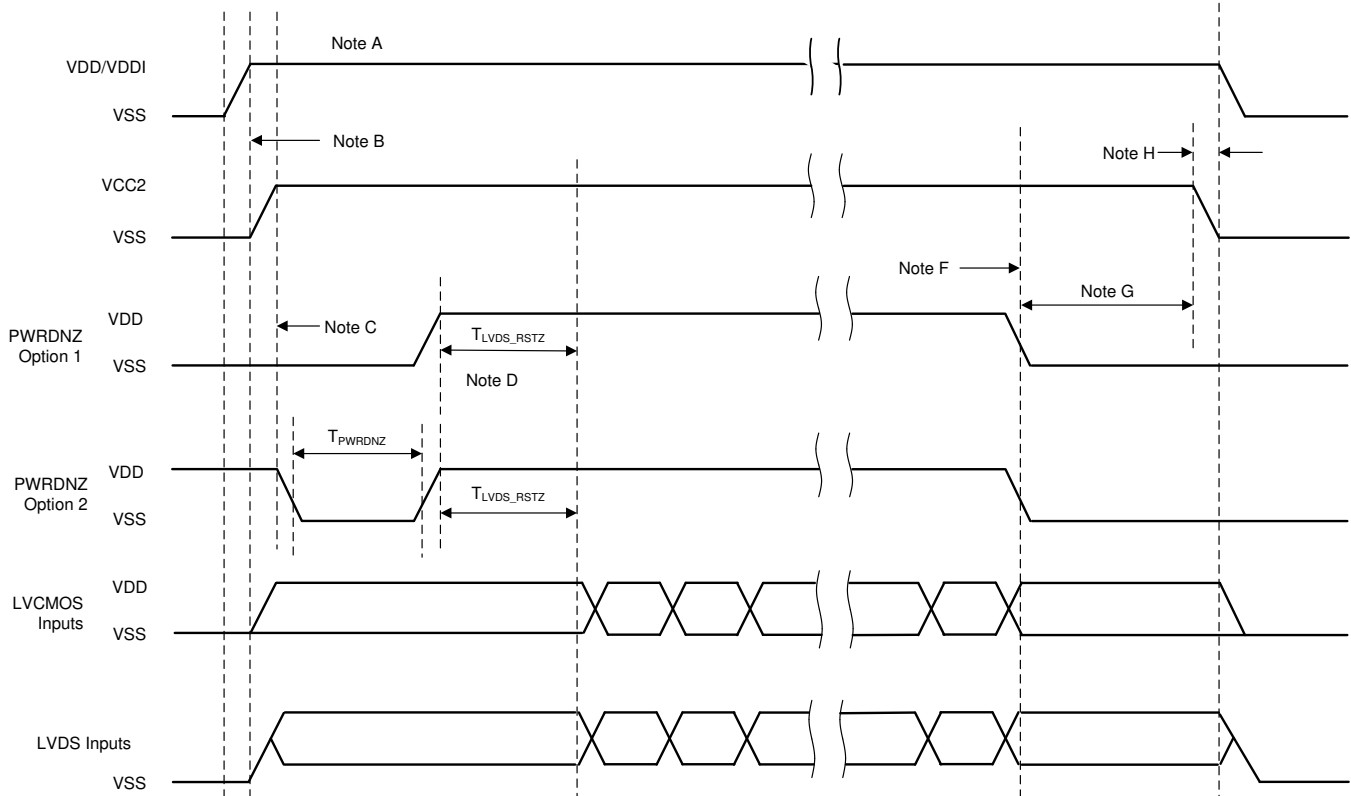 Note A
VDD/VDDI
VSS
Note B
Note H
VCC2
VSS
Note F
Note G
VDD
Note C
PWRDNZ
Option 1
TLVDS_RSTZ
VSS
Note D
TPWRDNZ
VDD
PWRDNZ
Option 2
TLVDS_RSTZ
VSS
VDD
LVCMOS
Inputs
VSS
LVDS Inputs
VSS